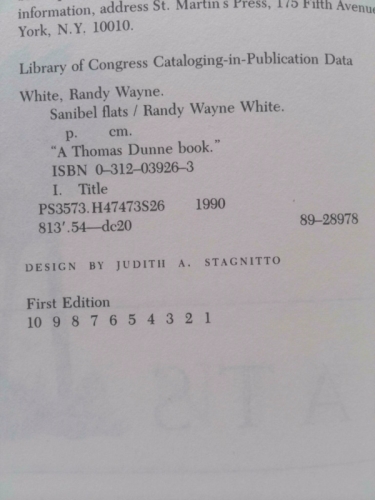 information, address St. Martin's Press, 175 Fifth Avenue
York, N.Y. 10010.
Library of Congress Cataloging-in-Publication Data
White, Randy Wayne.
Sanibel flats / Randy Wayne White.
p. cm.
"A Thomas Dunne book."
ISBN 0-312-03926-3
I. Title
PS3573.H47473S26 1990
813'.54—dc20 89-28978
DESIGN BY JUDITH A. STAGNITTO
First Edition
10 9 8 7 6 5 4 3 2 1